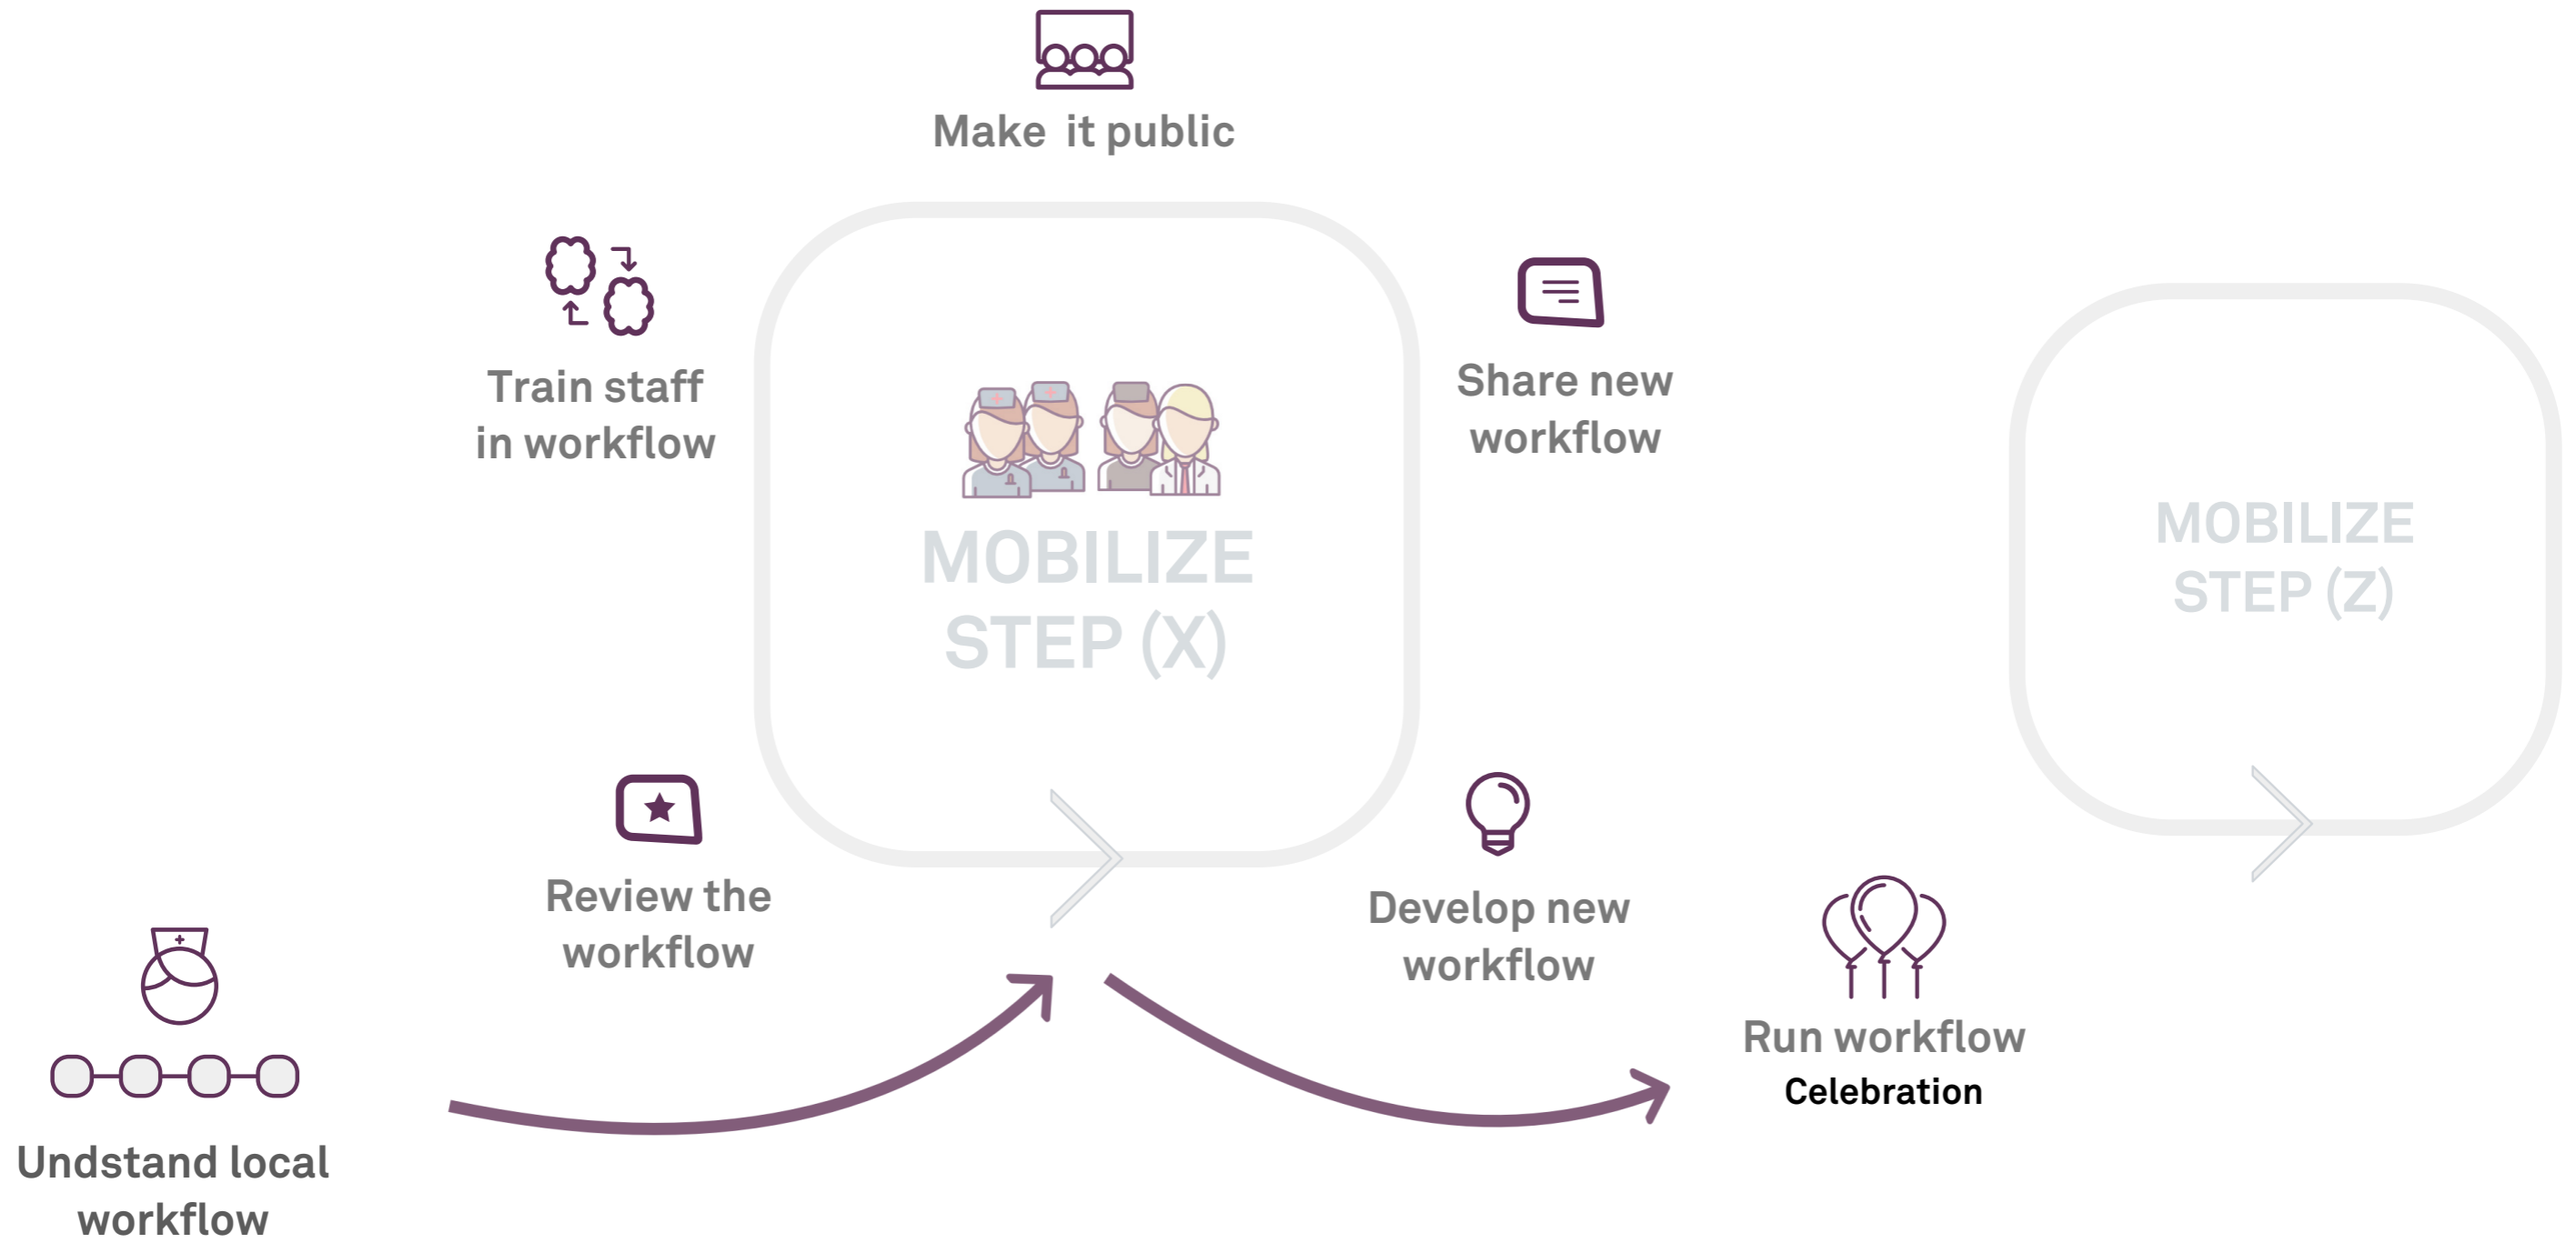 Make it public
Train staff
in workflow
Share new
workflow
MOBILIZE
STEP (X)
MOBILIZE
STEP (Z)
Review the
workflow
Develop new
workflow
Run workflow
Celebration
Undstand local
workflow